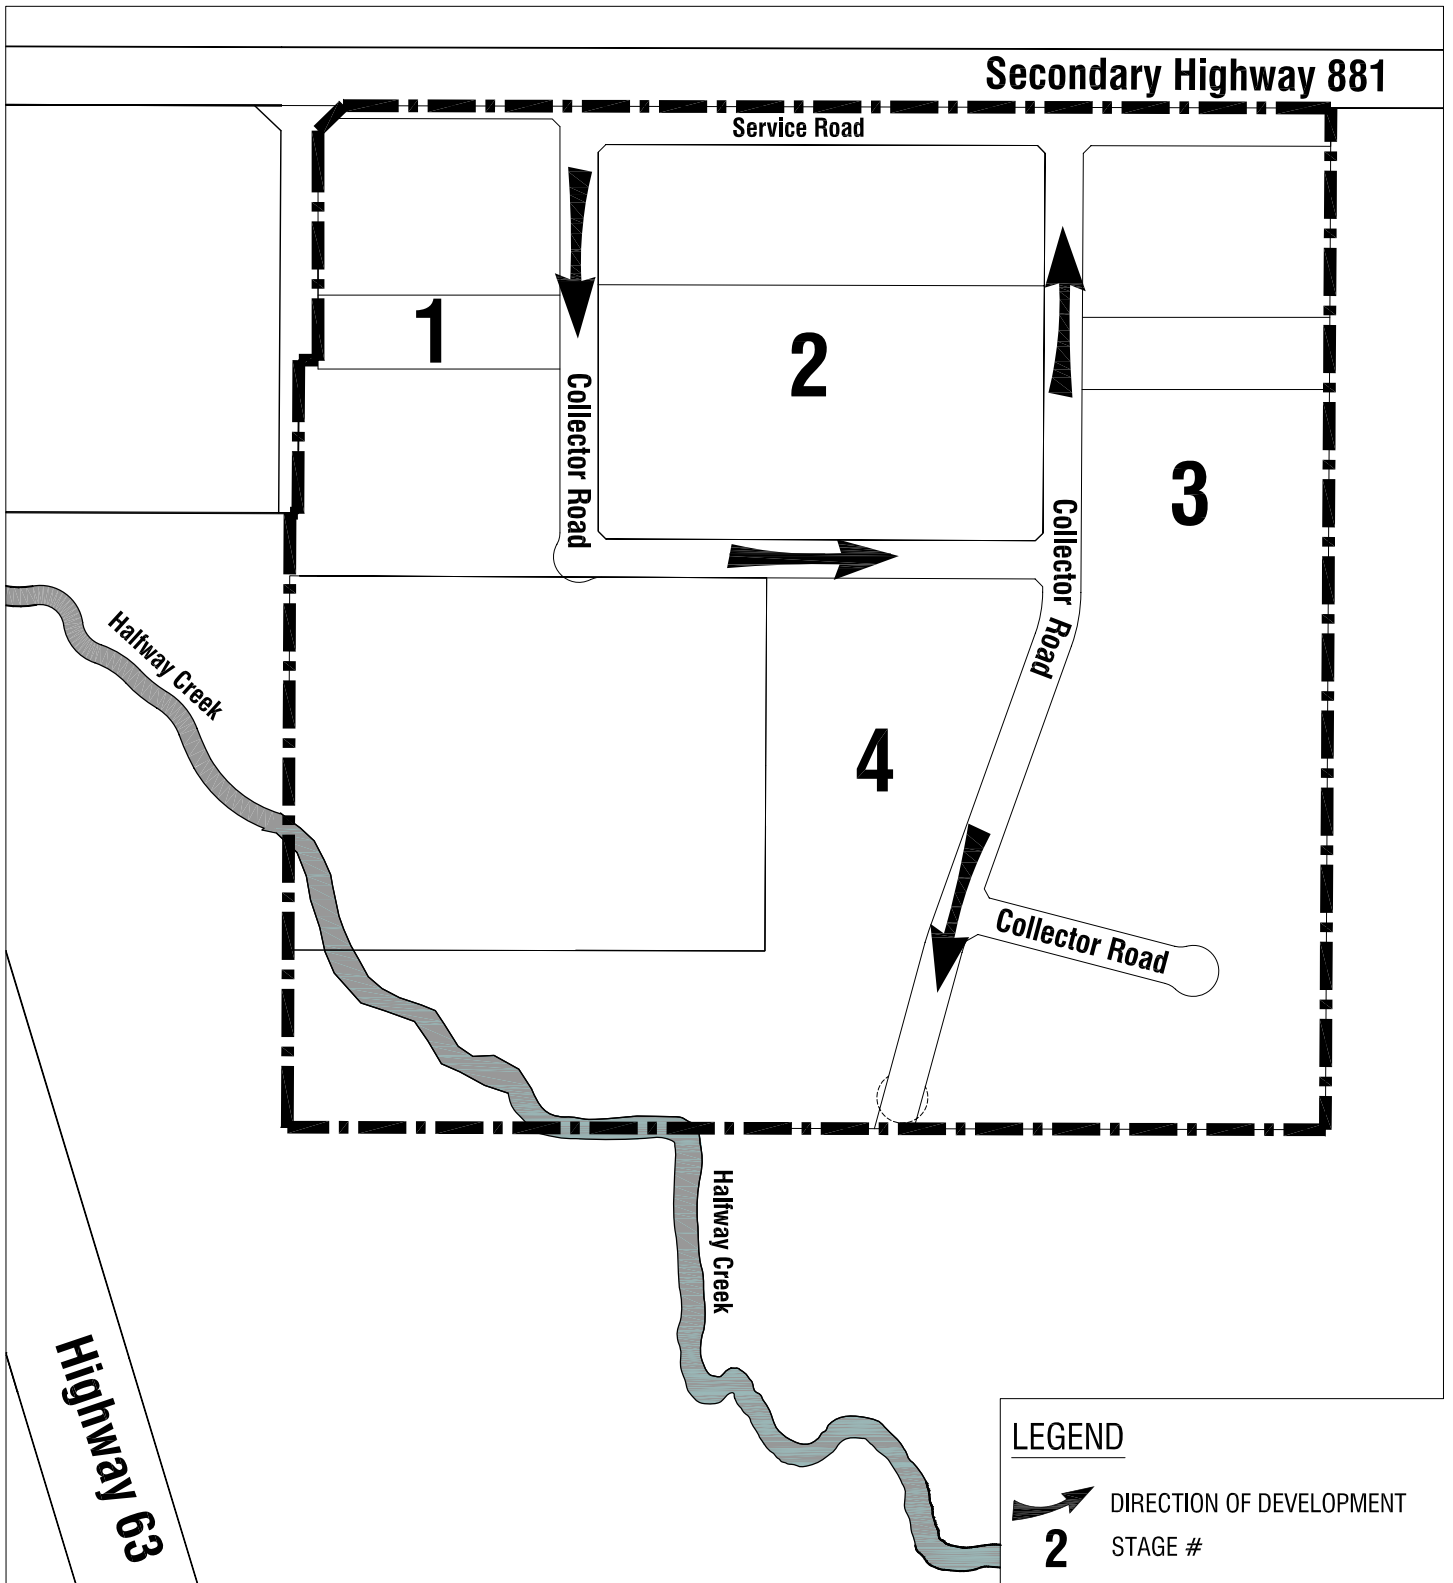 Secondary Highway 881
Service Road
1
2
3
4
Collector Road
Collector Road
Collector Road
Halfway Creek
Halfway Creek
Highway 63
LEGEND
DIRECTION OF DEVELOPMENT
2 STAGE #